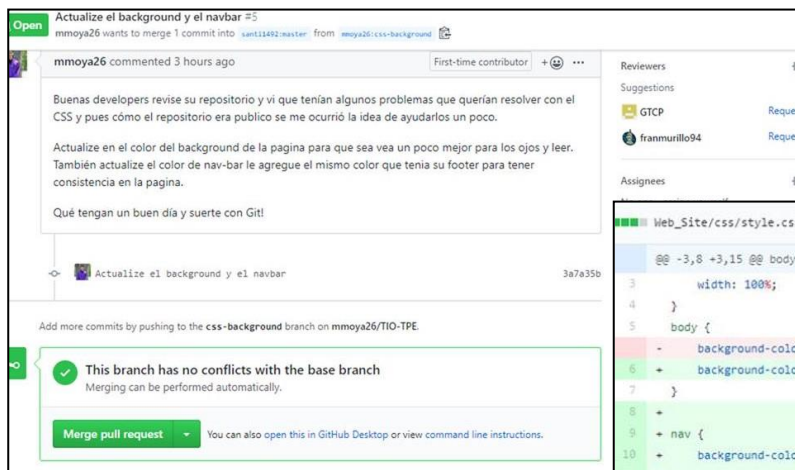 Open
Actualize el background y el navbar #5
mmoya26 wants to merge 1 commit into santi1492:master from mmoya26:css-background
mmoya26 commented 3 hours ago
First-time contributor
Buenas developers revise su repositorio y vi que tenían algunos problemas que querían resolver con el
CSS y pues cómo el repositorio era publico se me ocurrió la idea de ayudarlos un poco.
Actualize en el color del background de la pagina para que sea vea un poco mejor para los ojos y leer.
También actualize el color de nav-bar le agregue el mismo color que tenia su footer para tener
consistencia en la pagina.
Qué tengan un buen día y suerte con Git!
Actualize el background y el navbar 3a7a35b
Add more commits by pushing to the css-background branch on mmoya26/TIO-TPE.
This branch has no conflicts with the base branch
Merging can be performed automatically.
Merge pull request
You can also open this in GitHub Desktop or view command line instructions.
Reviewers
Suggestions
GTCP Reque
franmurillo94 Reque
Assignees
Web_Site/css/style.cs
@@ -3,8 +3,15 @@ body
3 width: 100%;
4 }
5 body {
- background-colo
6 + background-colo
7 }
8 +
9 + nav {
10 + background-colo